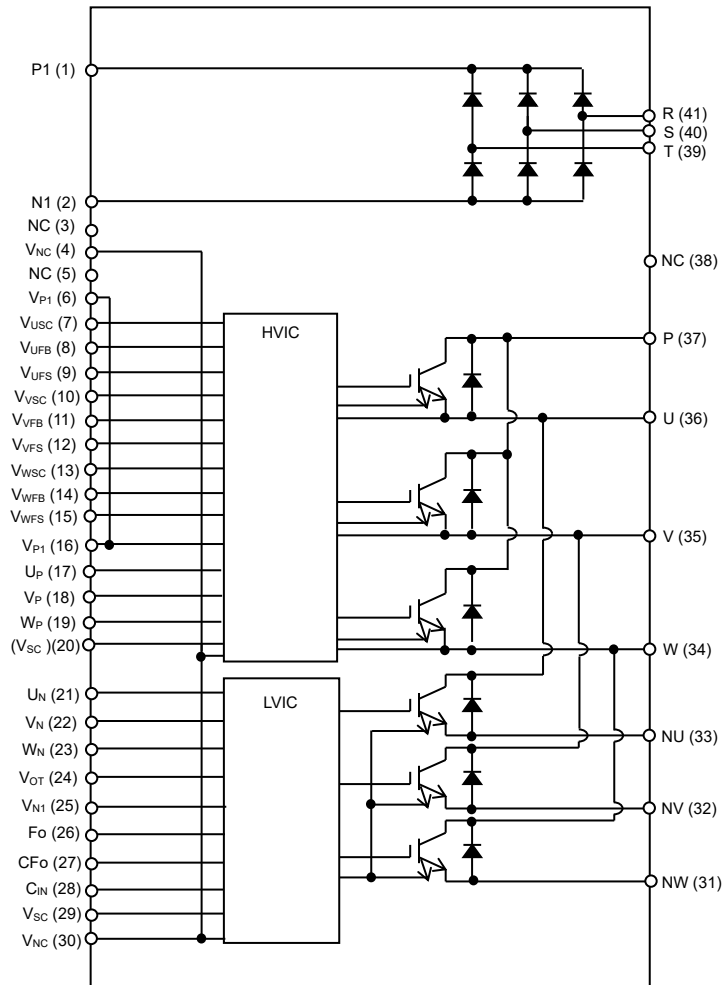 P1 (1)
N1 (2)
NC (3)
VNC (4)
NC (5)
VP1 (6)
VUSC (7)
VUFB (8)
VUFS (9)
VVSC (10)
VVFB (11)
VVFS (12)
VWSC (13)
VWFB (14)
VWFS (15)
VP1 (16)
UP (17)
VP (18)
WP (19)
(VSC )(20)
UN (21)
VN (22)
WN (23)
VOT (24)
VN1 (25)
Fo (26)
CFo (27)
CIN (28)
VSC (29)
VNC (30)
HVIC
LVIC
R (41)
S (40)
T (39)
NC (38)
P (37)
U (36)
V (35)
W (34)
NU (33)
NV (32)
NW (31)